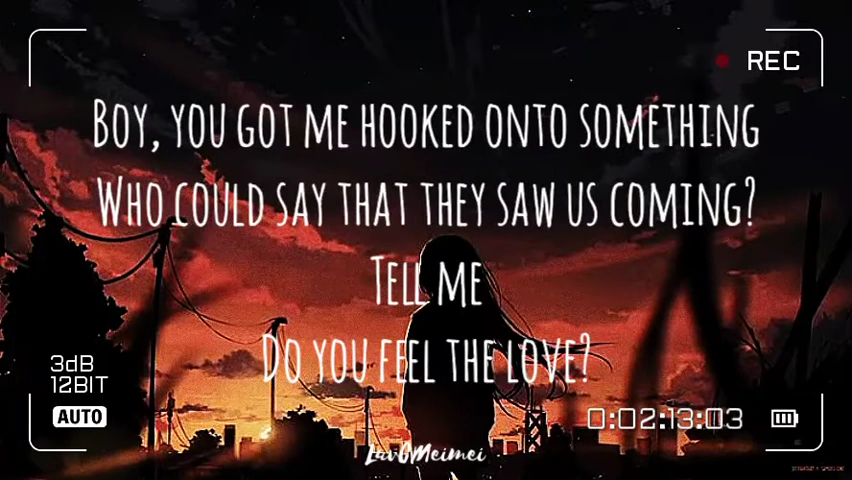 REC
BOY, YOU GOT ME HOOKED ONTO SOMETHING
WHO COULD SAY THAT THEY SAW US COMING?
TELL ME
DO YOU FEEL THE LOVE?
3dB
12BIT
AUTO
0:02:13:03
LuvGMeimei